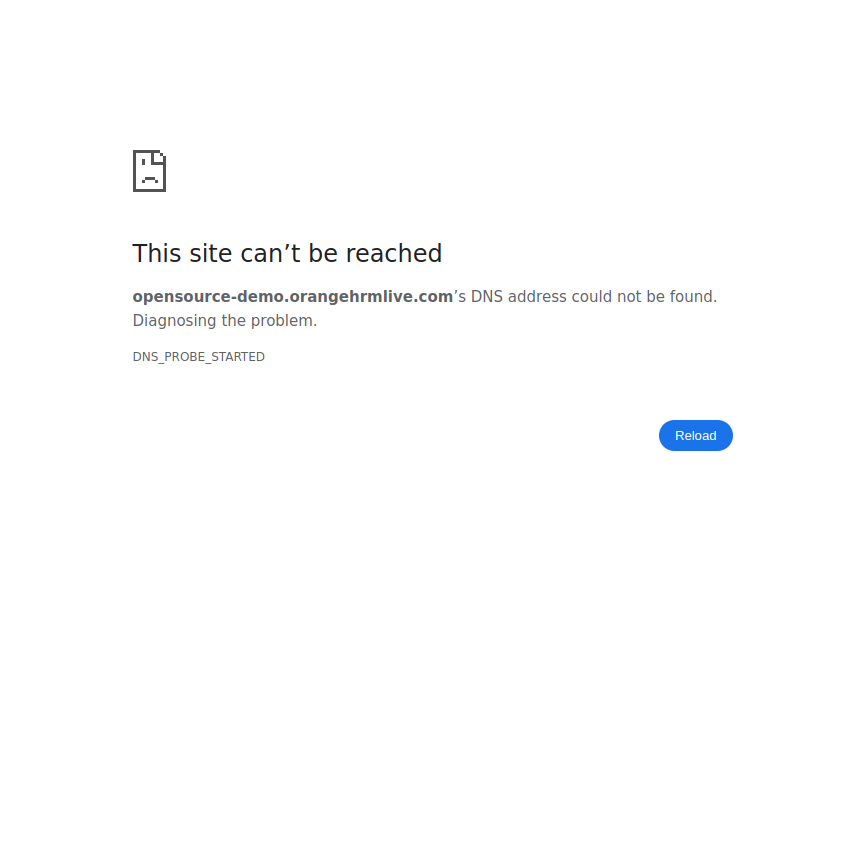 This site can’t be reached
opensource-demo.orangehrmlive.com’s DNS address could not be found.
Diagnosing the problem.
DNS_PROBE_STARTED
Reload